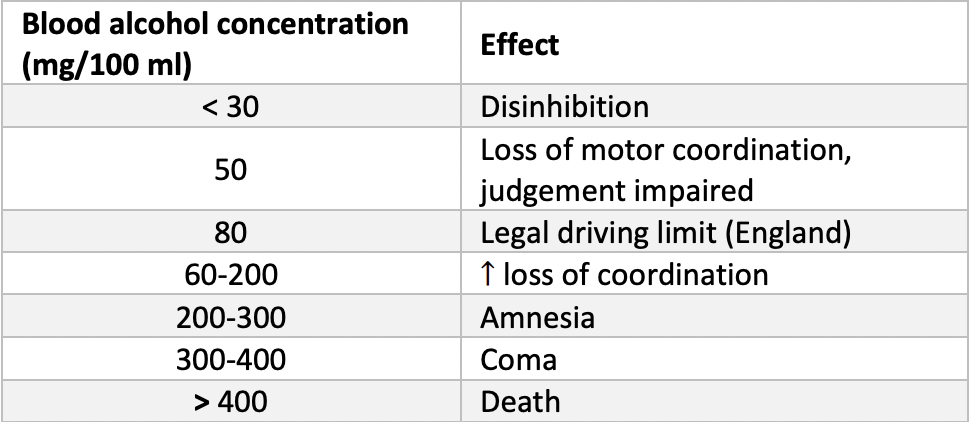 Blood alcohol concentration
(mg/100 ml)
Effect
< 30 Disinhibition
50 Loss of motor coordination,
judgement impaired
80 Legal driving limit (England)
60-200 ↑ loss of coordination
200-300 Amnesia
300-400 Coma
> 400 Death